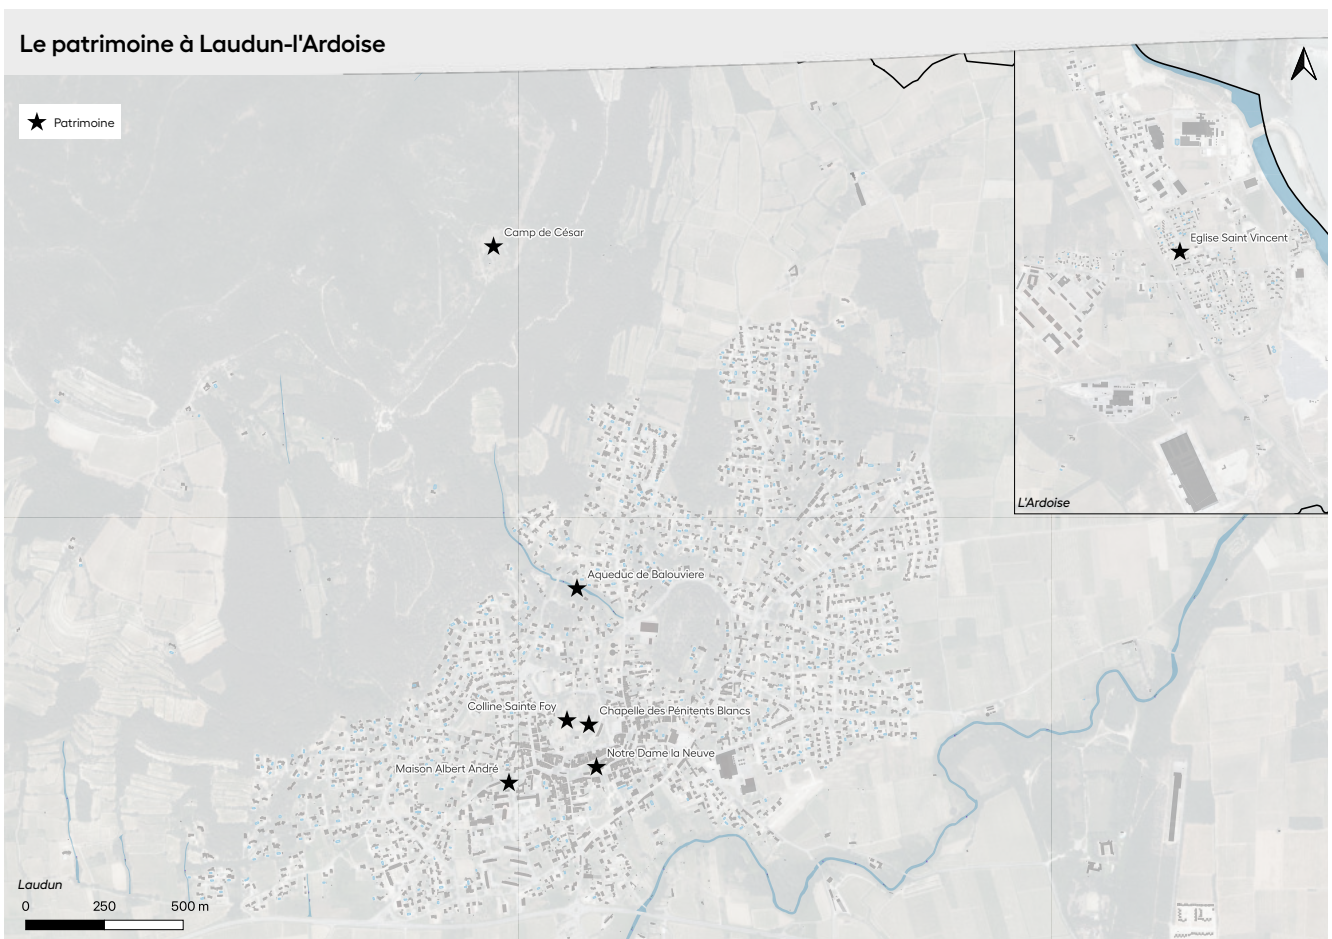 Le patrimoine à Laudun-l'Ardoise
Patrimoine
Camp de César
Eglise Saint Vincent
L'Ardoise
Aqueduc de Balouviere
Colline Sainte Foy
Chapelle des Pénitents Blancs
Notre Dame la Neuve
Maison Albert André
Laudun
0 250 500 m